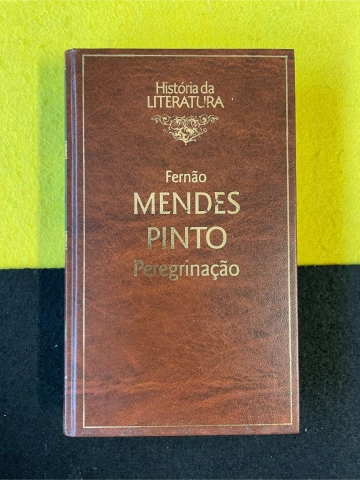 História da
LITERATURA
Fernão
MENDES
PINTO
Peregrinação